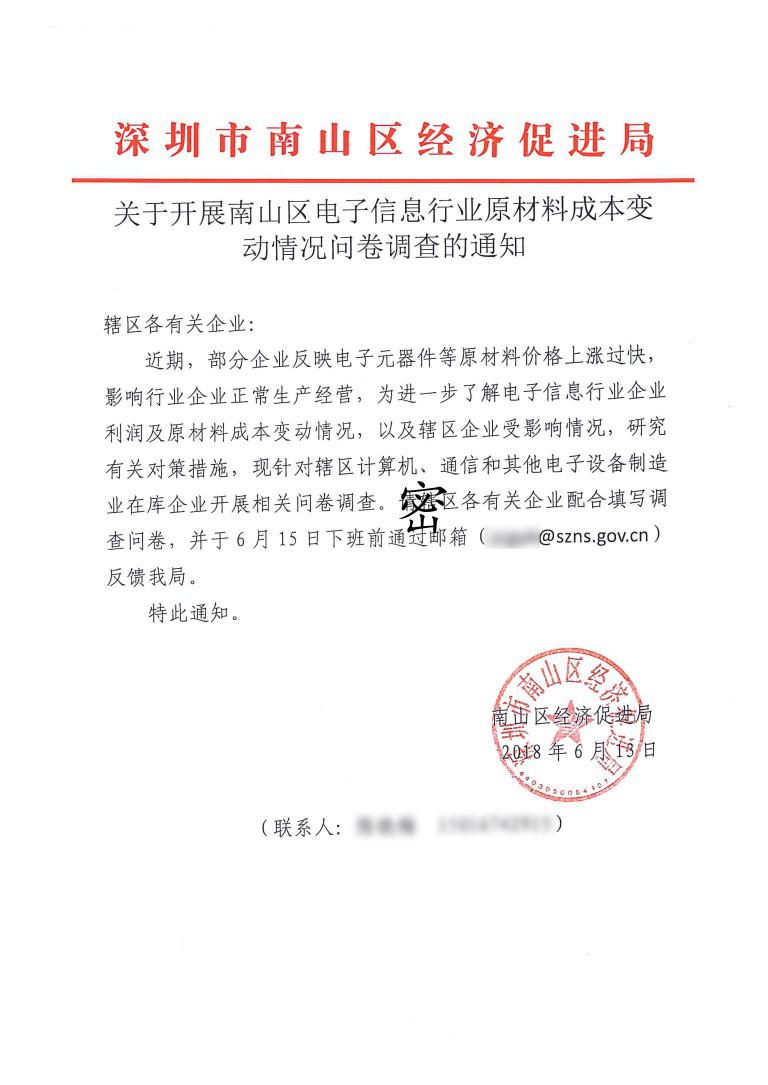 深圳市南山区经济促进局
关于开展南山区电子信息行业原材料成本变
动情况问卷调查的通知
辖区各有关企业：
近期，部分企业反映电子元器件等原材料价格上涨过快，
影响行业企业正常生产经营，为进一步了解电子信息行业企业
利润及原材料成本变动情况，以及辖区企业受影响情况，研究
有关对策措施，现针对辖区计算机、通信和其他电子设备制造
业在库企业开展相关问卷调查。请辖区各有关企业配合填写调
密
查问卷，并于6月15日下班前通过邮箱（@szns.gov.cn）
反馈我局。
特此通知。
深圳市南山区经济促进局
南山区经济促进局
2018年6月13日
4403050064107
（联系人：）